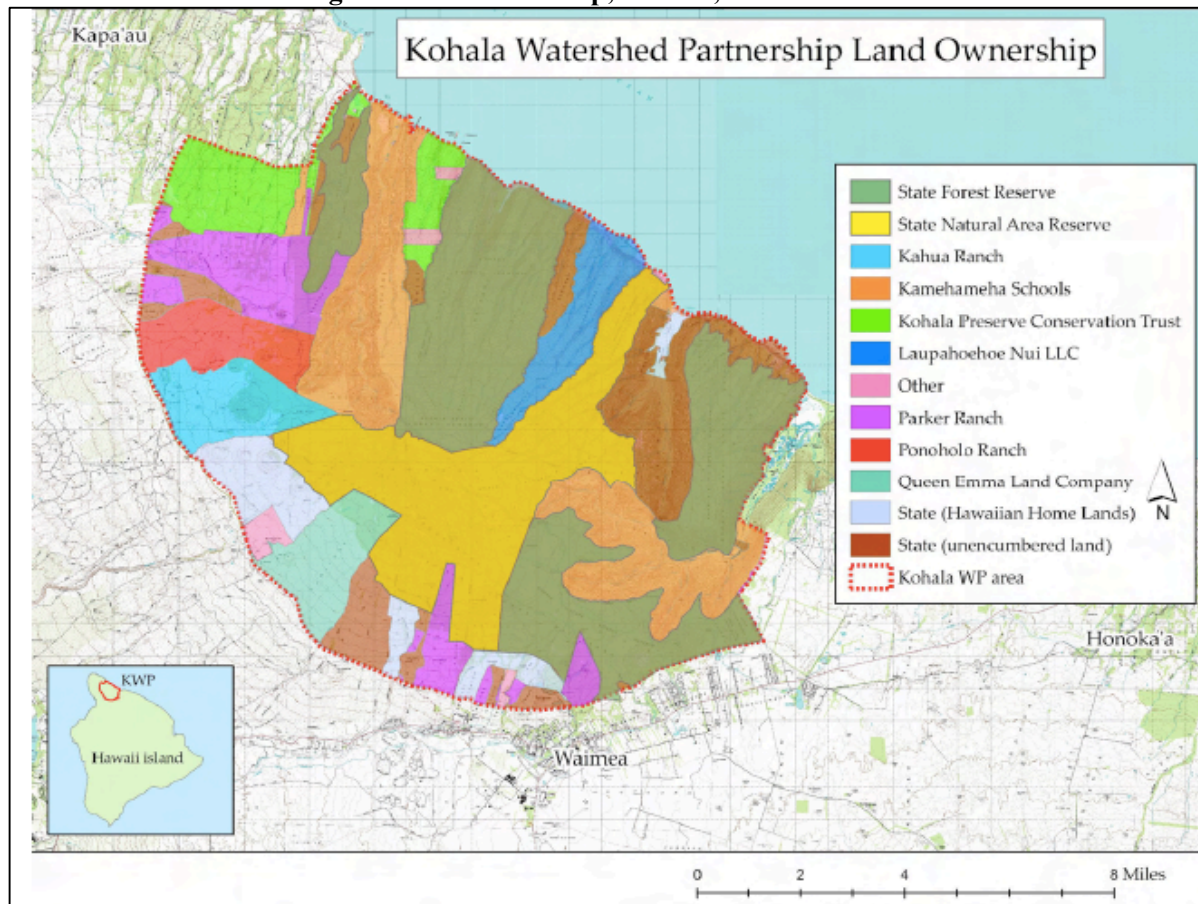 Kapa'au
Kohala Watershed Partnership Land Ownership
State Forest Reserve
State Natural Area Reserve
Kahua Ranch
Kamehameha Schools
Kohala Preserve Conservation Trust
Laupahoehoe Nui LLC
Other
Parker Ranch
Ponoholo Ranch
Queen Emma Land Company
State (Hawaiian Home Lands)
State (unencumbered land)
Kohala WP area
N
Honoka'a
KWP
Hawaii island
Waimea
0 2 4 8 Miles